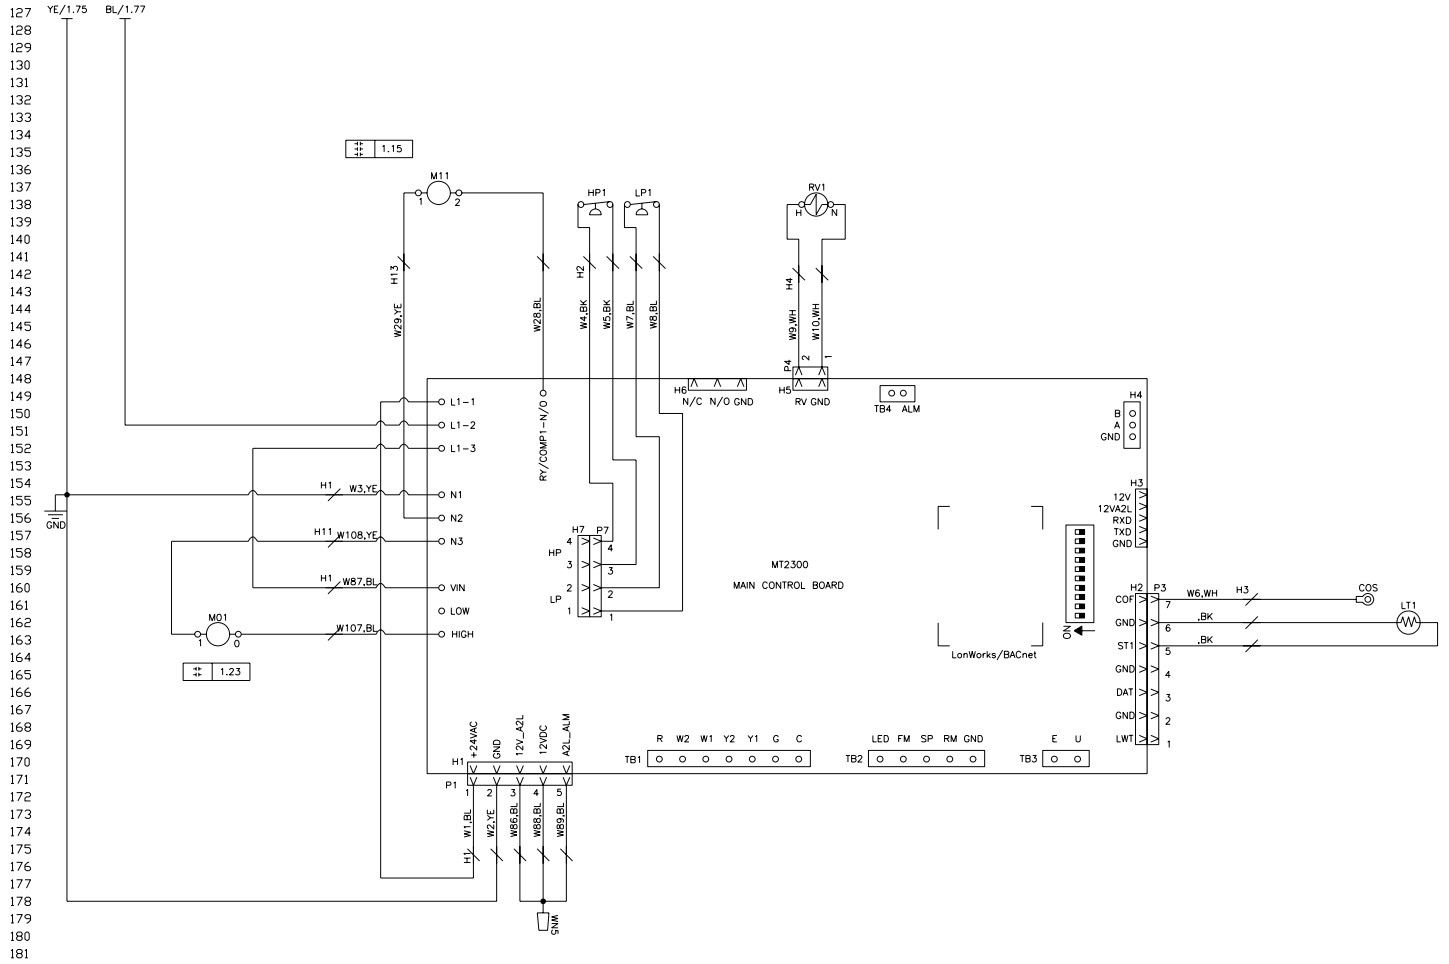 127 YE/1.75 BL/1.77
128
129
130
131
132
133
134
135 1.15
136 M11
137 RV1
138 1 2 HP1 LP1 H N
139
140
141
142 H13 H2 H4
143
144
145 W29,YE W28,BL W4,BK W5,BK W7,BL W8,BL W9,WH W10,WH
146
147 P4 2 1
148
149 L1-1 RY/COMP1-N/O H6 N/C N/O GND H5 RV GND TB4 ALM H4
150 B
151 L1-2 A
152 L1-3 GND
153
154 H1 W3,YE H3
155 N1 12V
156 GND N2 12VA2L
157 H11 W108,YE N3 H7 P7 RXD
158 HP 4 4 TXD
159 3 3 MT2300 GND
160 H1 W87,BL VIN 2 2 MAIN CONTROL BOARD H2 P3 W6,WH H3 COS
161 LOW LP COF 7 LT1
162 M01 W107,BL 1 1 GND 6 ,BK
163 1 0 HIGH ON ST1 5 ,BK
164 LonWorks/BACnet
165 1.23 GND 4
166 DAT 3
167 GND 2
168 +24VAC GND 12V_A2L 12VDC A2L_ALM
169 R W2 W1 Y2 Y1 G C LED FM SP RM GND E U LWT 1
170 H1 TB1 TB2 TB3
171 P1
172 1 2 3 4 5
173
174 W1,BL W2,YE W86,BL W88,BL W89,BL
175
176 H1
177
178
179 WN5
180
181